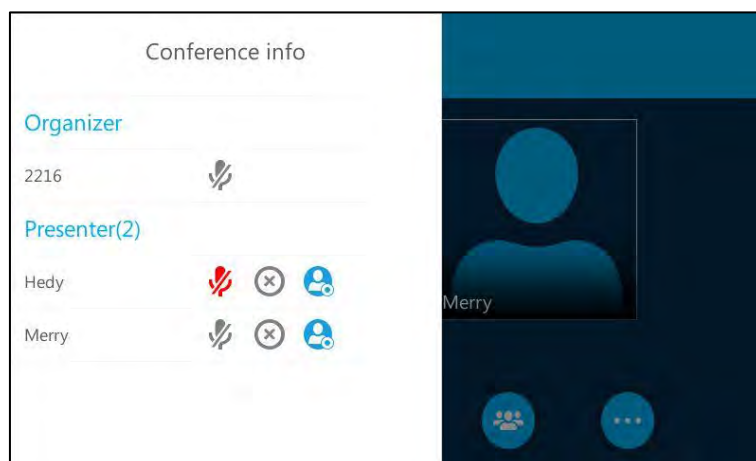 Conference info
Organizer
2216
Presenter(2)
Hedy
Merry
Merry